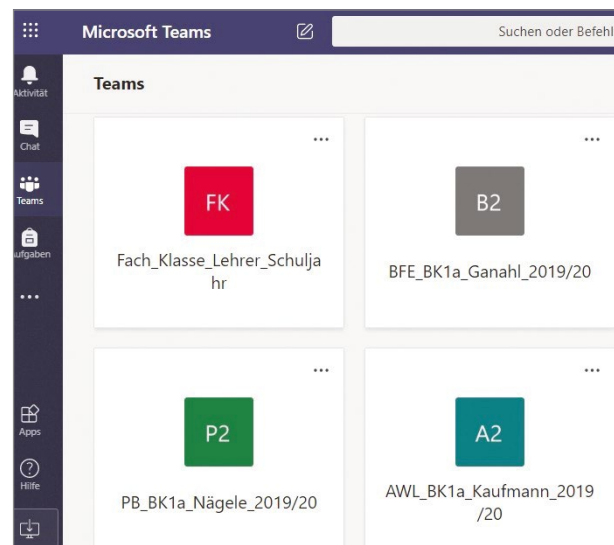 Microsoft Teams
Suchen oder Befehl
Aktivität
Chat
Teams
Aufgaben
Apps
Hilfe
Teams
FK
Fach_Klasse_Lehrer_Schulja
hr
B2
BFE_BK1a_Ganahl_2019/20
P2
PB_BK1a_Nägele_2019/20
A2
AWL_BK1a_Kaufmann_2019
/20